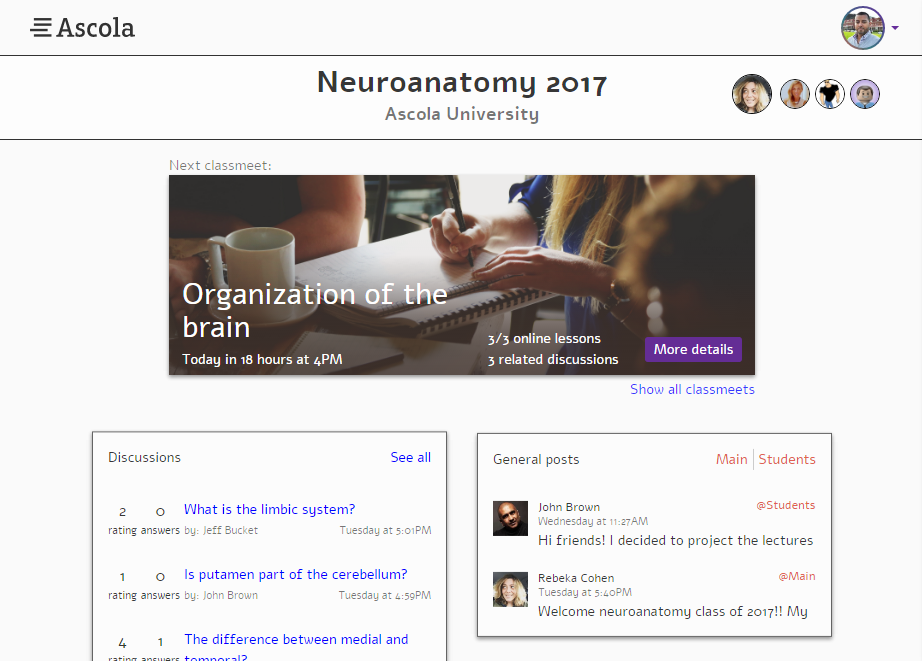 Ascola
Neuroanatomy 2017
Ascola University
Next classmeet:
Organization of the
brain
Today in 18 hours at 4PM
3/3 online lessons
3 related discussions
More details
Show all classmeets
Discussions
See all
2 0 What is the limbic system?
rating answers by: Jeff Bucket Tuesday at 5:01PM
1 0 Is putamen part of the cerebellum?
rating answers by: John Brown Tuesday at 4:59PM
4 1 The difference between medial and
rating answers temporal?
General posts
Main Students
John Brown @Students
Wednesday at 11:27AM
Hi friends! I decided to project the lectures
Rebeka Cohen @Main
Tuesday at 5:40PM
Welcome neuroanatomy class of 2017!! My